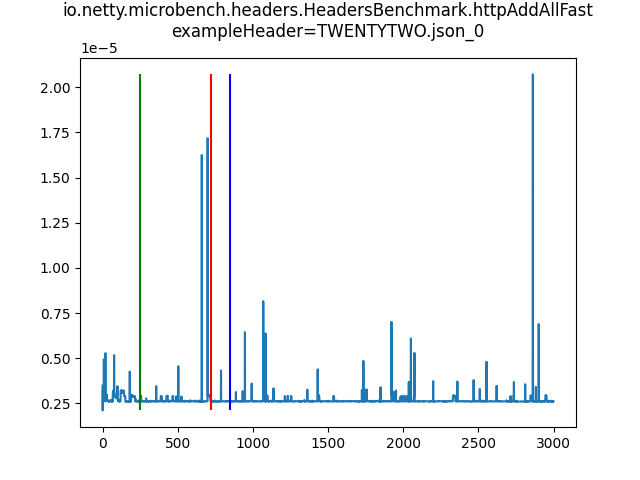 io.netty.microbench.headers.HeadersBenchmark.httpAddAllFast
exampleHeader=TWENTYTWO.json_0
1e−5
2.00
1.75
1.50
1.25
1.00
0.75
0.50
0.25
0 500 1000 1500 2000 2500 3000